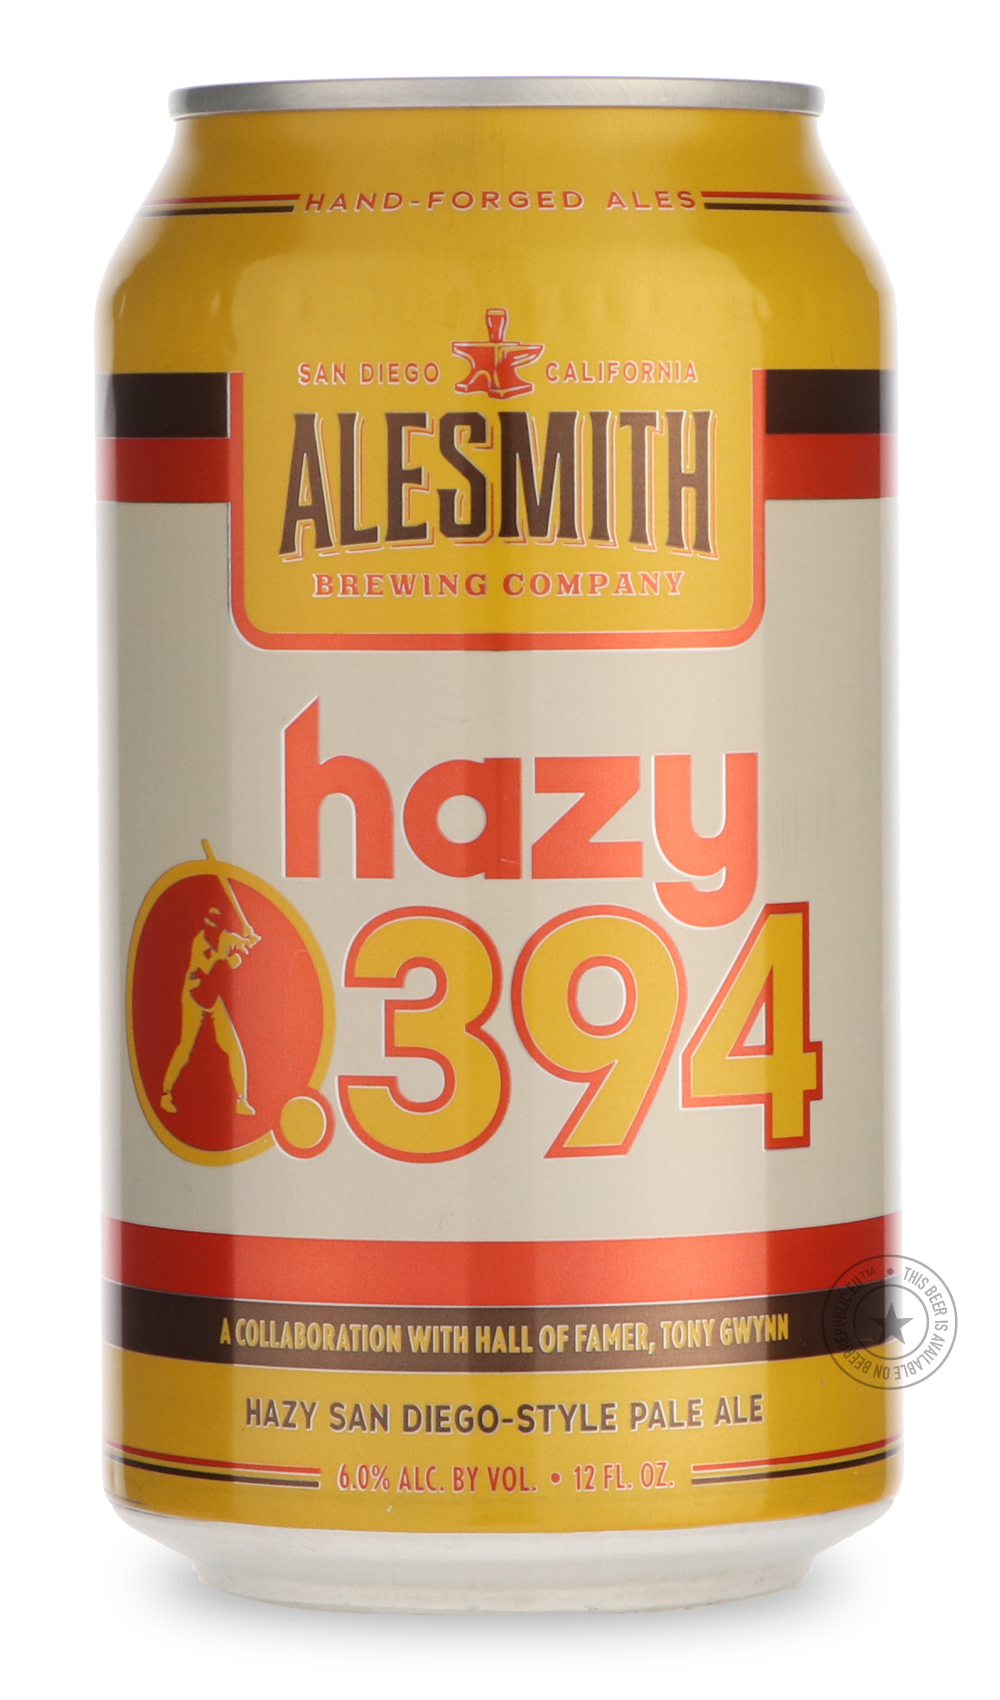 HAND-FORGED ALES
SAN DIEGO CALIFORNIA
ALESMITH
BREWING COMPANY
hazy
.394
A COLLABORATION WITH HALL OF FAMER, TONY GWYNN
HAZY SAN DIEGO-STYLE PALE ALE
6.0% ALC. BY VOL. • 12 FL. OZ.
THIS BEER IS AVAILABLE ON BEERREPUBLIC.EU™